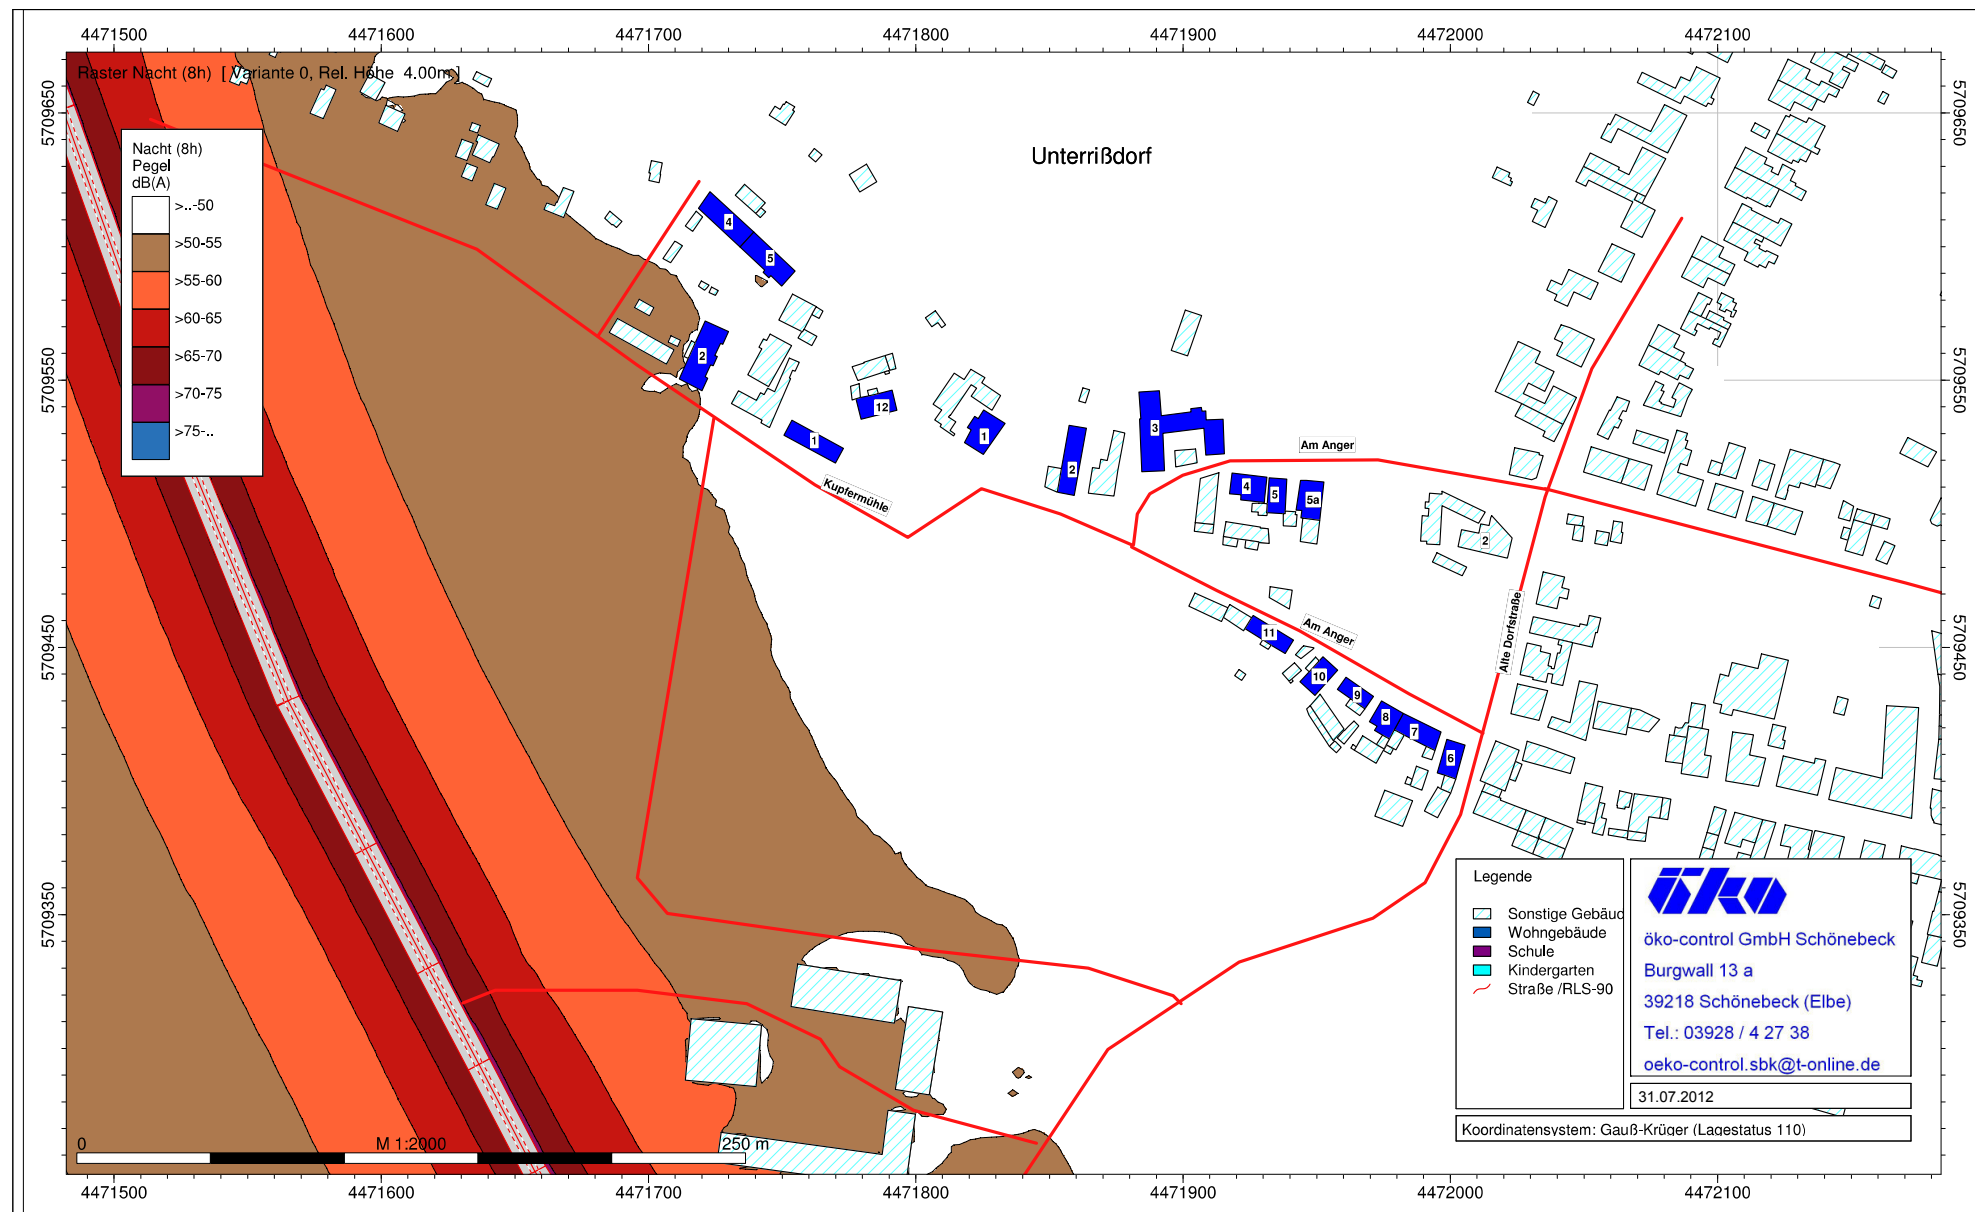 4471500 4471600 4471700 4471800 4471900 4472000 4472100
Raster Nacht (8h) [ Variante 0, Rel. Höhe 4.00m ]
5709650
5709550
5709450
5709350
5709650
5709550
5709450
5709350
Nacht (8h)
Pegel
dB(A)
>..-50
>50-55
>55-60
>60-65
>65-70
>70-75
>75-..
Unterrißdorf
4
5
2
1
12
1
2
3
Kupfermühle
Am Anger
4
5
5a
2
Am Anger
Alte Dorfstraße
11
10
9
8
7
6
Legende
Sonstige Gebäud
Wohngebäude
Schule
Kindergarten
Straße /RLS-90
öko
öko-control GmbH Schönebeck
Burgwall 13 a
39218 Schönebeck (Elbe)
Tel.: 03928 / 4 27 38
oeko-control.sbk@t-online.de
31.07.2012
Koordinatensystem: Gauß-Krüger (Lagestatus 110)
0 M 1:2000 250 m
4471500 4471600 4471700 4471800 4471900 4472000 4472100